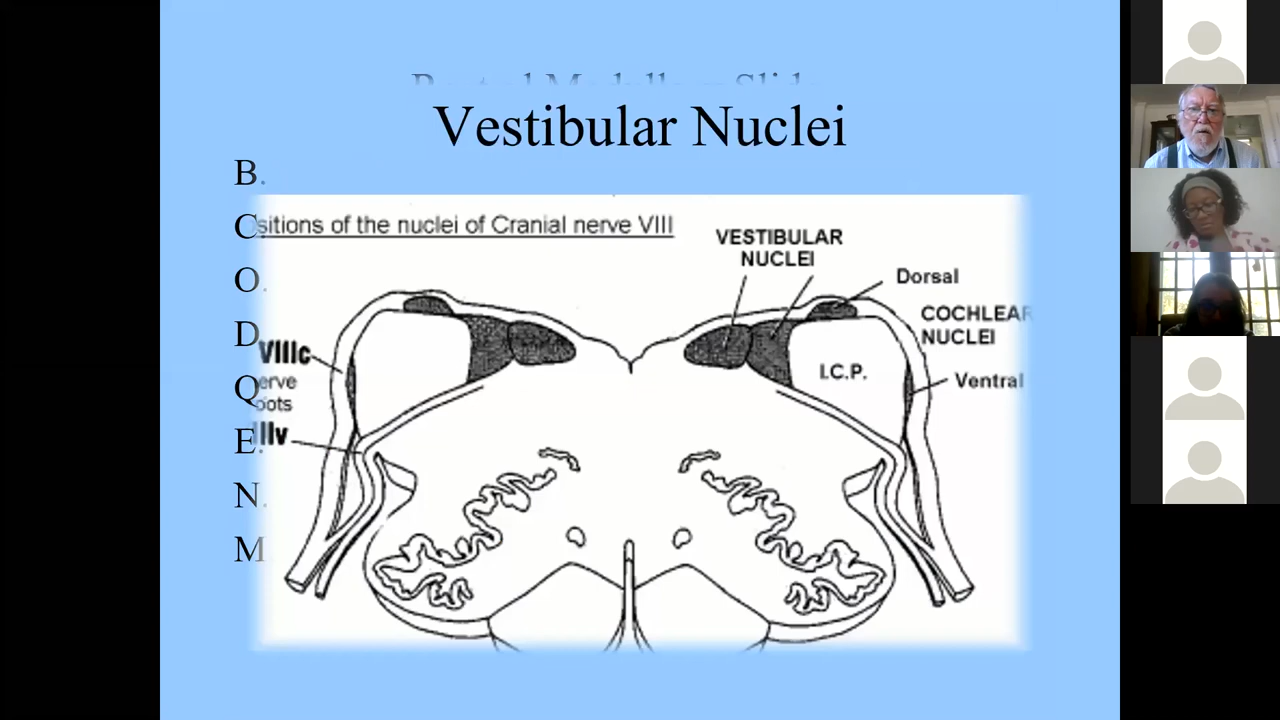 Vestibular Nuclei
B.
C.
O.
D
Q
E.
N.
M
sitions of the nuclei of Cranial nerve VIII
VESTIBULAR
NUCLEI
Dorsal
COCHLEAR
NUCLEI
I.C.P.
Ventral
VIIIc
erve
oots
IIIv